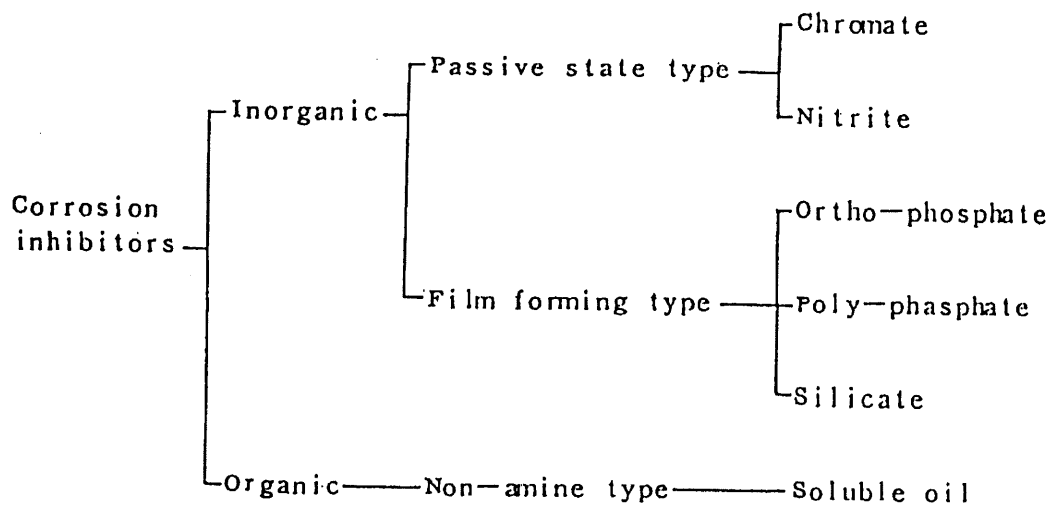 Chromate
Passive state type
Inorganic
Nitrite
Corrosion
inhibitors
Ortho-phosphate
Film forming type
Poly-phasphate
Silicate
Organic
Non-amine type
Soluble oil